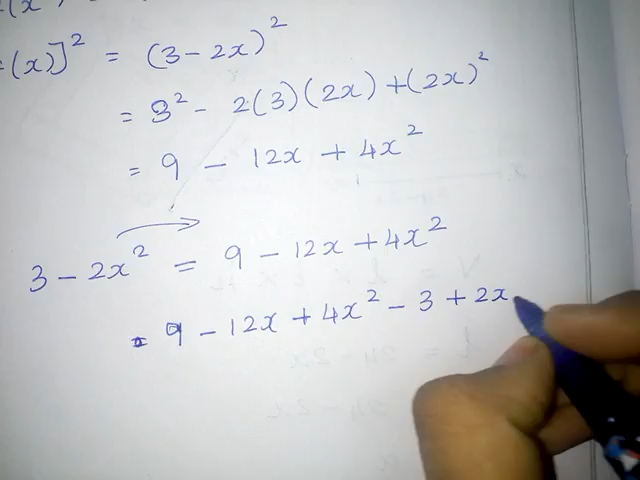 (x)]² = (3 – 2x)²
= 3² – 2(3)(2x) + (2x)²
= 9 – 12x + 4x²
3 – 2x² = 9 – 12x + 4x²
= 9 – 12x + 4x² – 3 + 2x